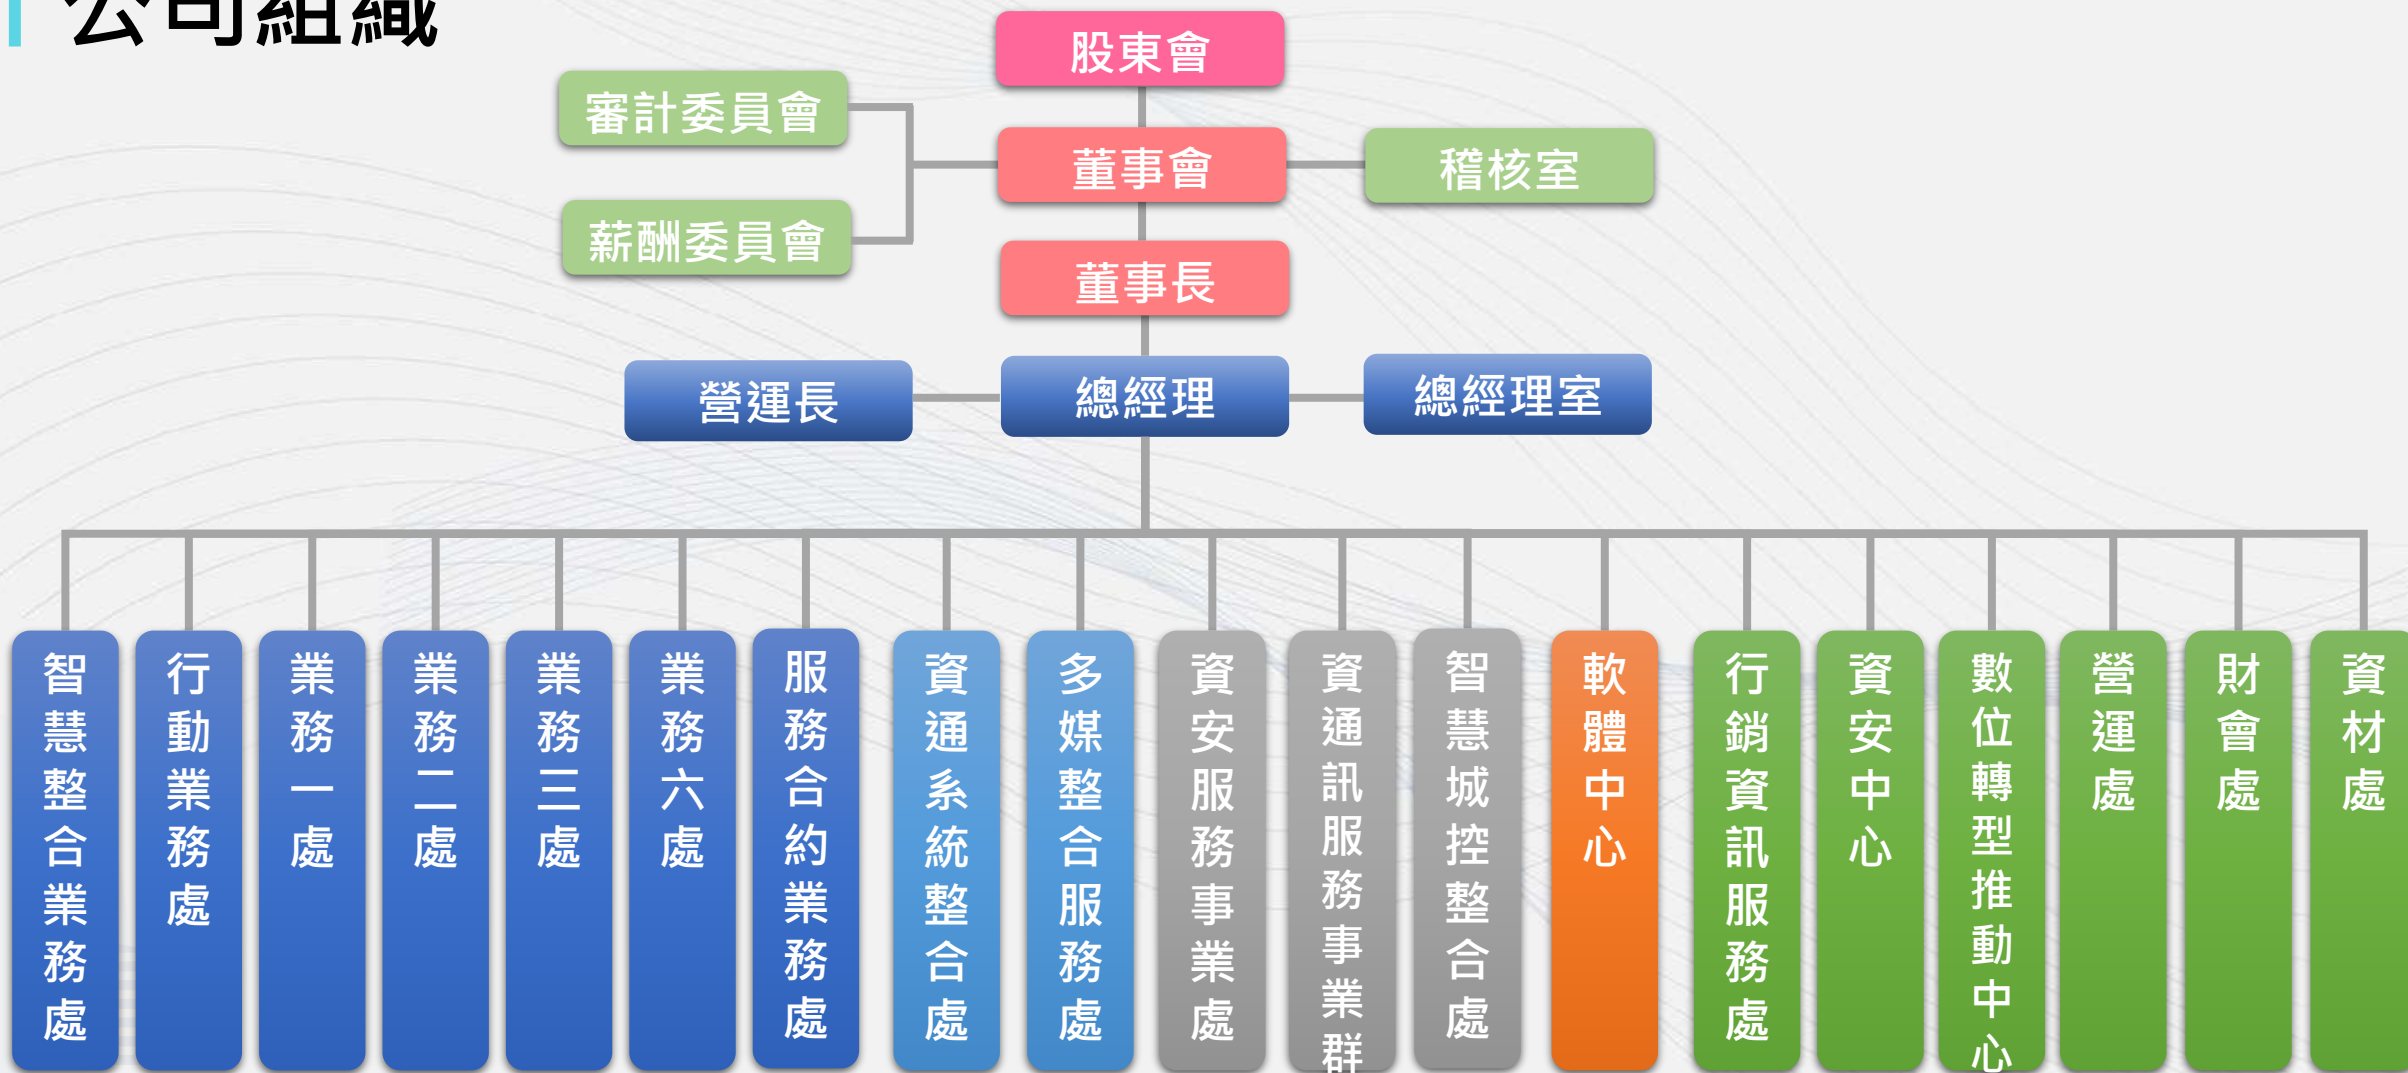 公司組織
股東會
審計委員會
董事會
稽核室
薪酬委員會
董事長
營運長
總經理
總經理室
智慧整合業務處
行動業務處
業務一處
業務二處
業務三處
業務六處
服務合約業務處
資通系統整合處
多媒整合服務處
資安服務事業處
資通訊服務事業群
智慧城控整合處
軟體中心
行銷資訊服務處
資安中心
數位轉型推動中心
營運處
財會處
資材處